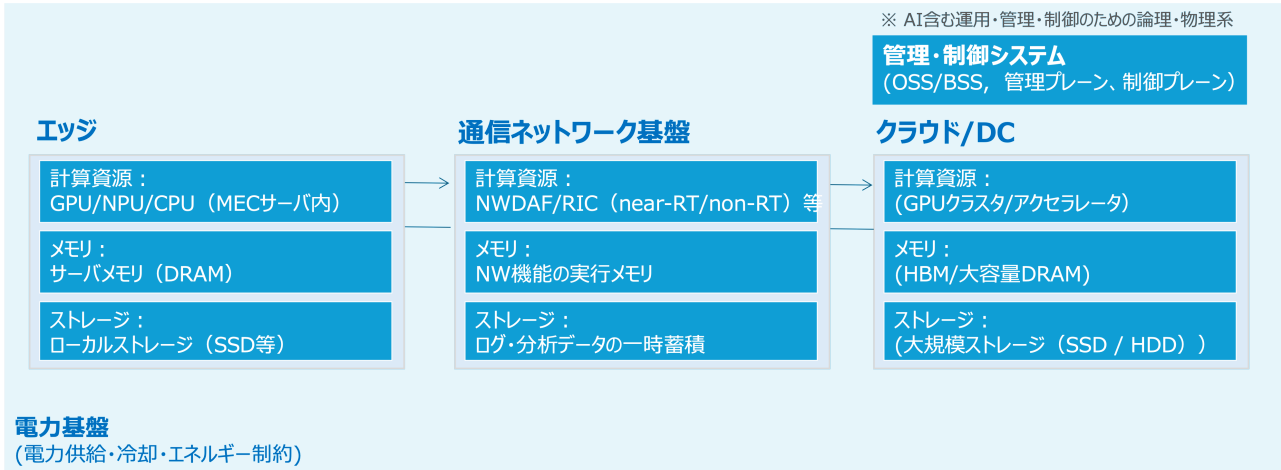 ※ AI含む運用・管理・制御のための論理・物理系
管理・制御システム
(OSS/BSS, 管理プレーン、制御プレーン)
エッジ
計算資源：
GPU/NPU/CPU（MECサーバ内）
メモリ：
サーバメモリ（DRAM）
ストレージ：
ローカルストレージ（SSD等）
通信ネットワーク基盤
計算資源：
NWDAF/RIC（near-RT/non-RT）等
メモリ：
NW機能の実行メモリ
ストレージ：
ログ・分析データの一時蓄積
クラウド/DC
計算資源：
(GPUクラスタ/アクセラレータ）
メモリ：
(HBM/大容量DRAM)
ストレージ：
(大規模ストレージ（SSD / HDD））
電力基盤
(電力供給・冷却・エネルギー制約)